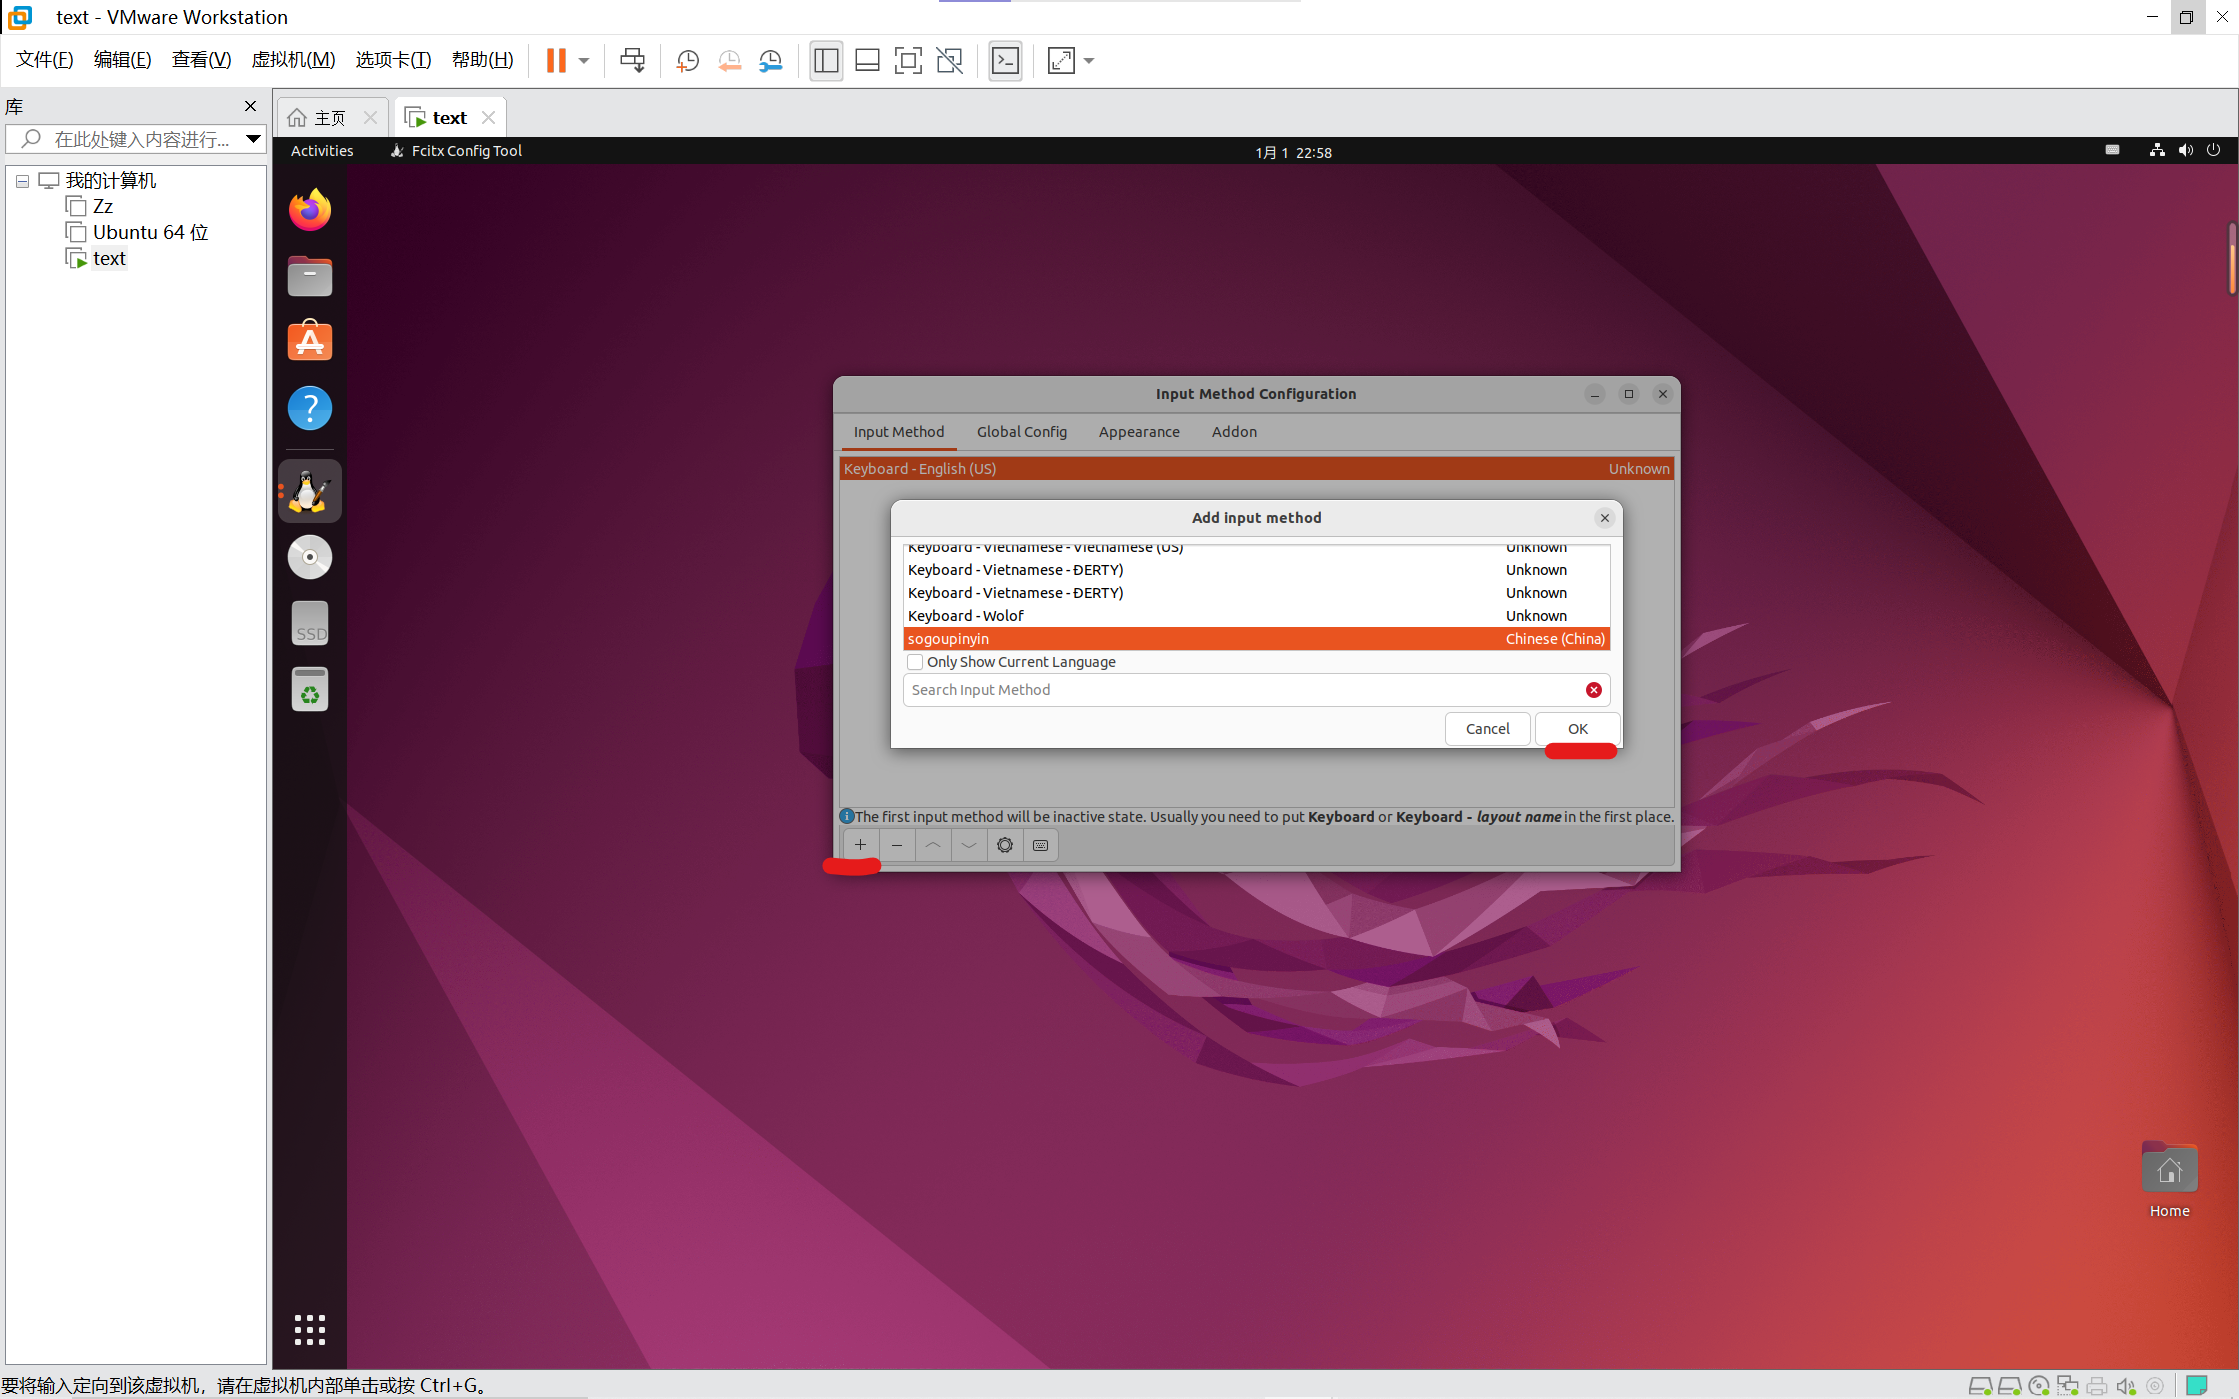 text - VMware Workstation
文件(F) 编辑(E) 查看(V) 虚拟机(M) 选项卡(T) 帮助(H)
库
在此处键入内容进行...
我的计算机
Zz
Ubuntu 64 位
text
主页
text
Activities
Fcitx Config Tool
1月 1 22:58
SSD
Input Method Configuration
Input Method Global Config Appearance Addon
Keyboard - English (US) Unknown
Add input method
Keyboard - Vietnamese - Vietnamese (US) Unknown
Keyboard - Vietnamese - ĐERTY) Unknown
Keyboard - Vietnamese - ĐERTY) Unknown
Keyboard - Wolof Unknown
sogoupinyin Chinese (China)
Only Show Current Language
Search Input Method
Cancel OK
The first input method will be inactive state. Usually you need to put Keyboard or Keyboard - layout name in the first place.
Home
要将输入定向到该虚拟机，请在虚拟机内部单击或按 Ctrl+G。